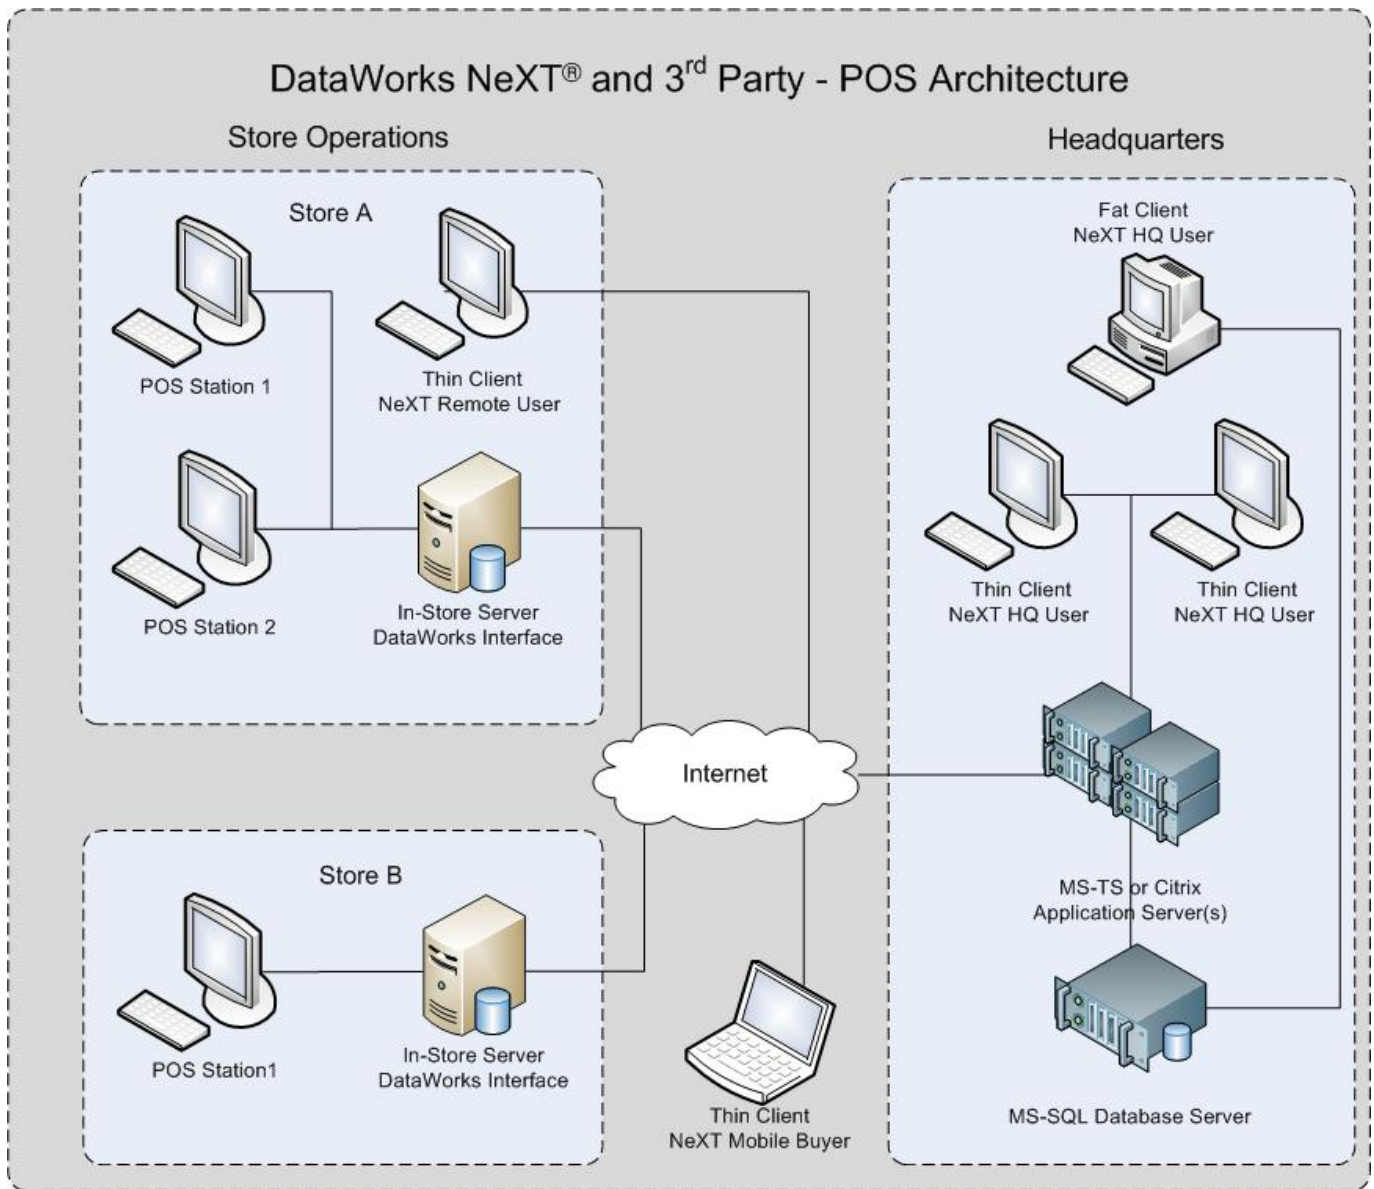 DataWorks NeXT® and 3rd Party - POS Architecture
Store Operations
Headquarters
Store A
POS Station 1
Thin Client
NeXT Remote User
POS Station 2
In-Store Server
DataWorks Interface
Internet
Store B
POS Station1
In-Store Server
DataWorks Interface
Thin Client
NeXT Mobile Buyer
Fat Client
NeXT HQ User
Thin Client
NeXT HQ User
Thin Client
NeXT HQ User
MS-TS or Citrix
Application Server(s)
MS-SQL Database Server